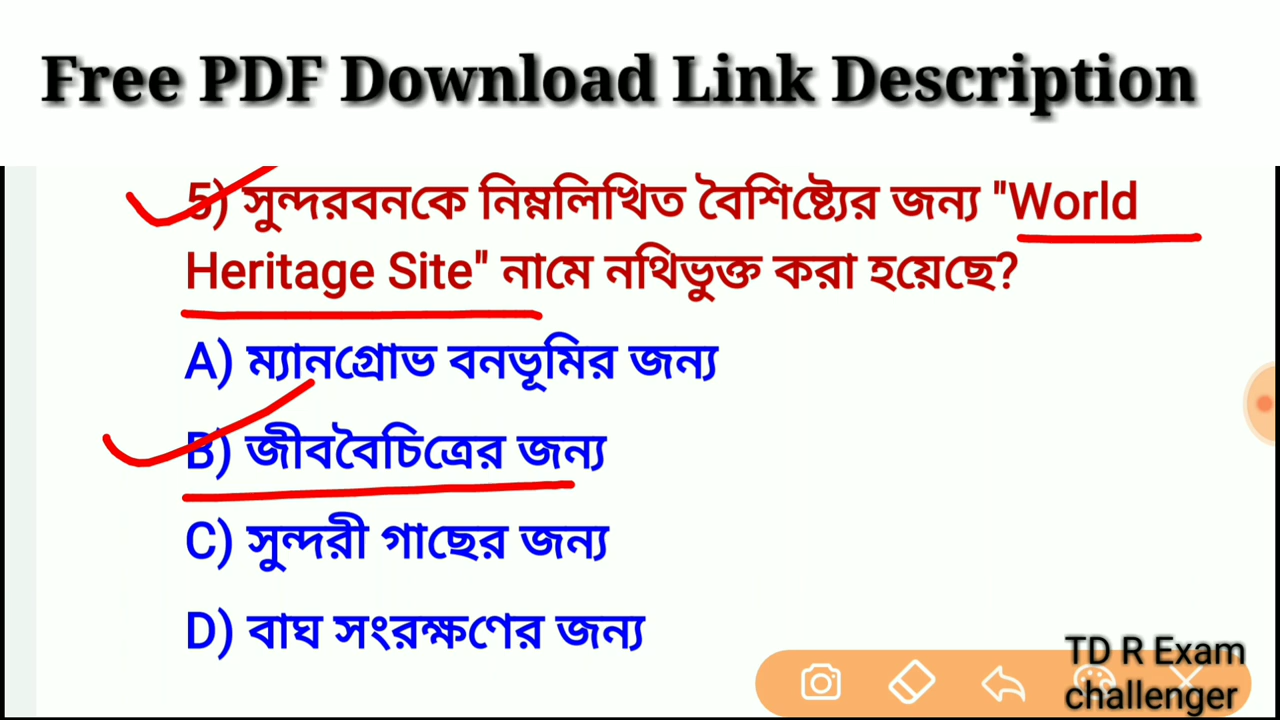 Free PDF Download Link Description
5) সুন্দরবনকে নিম্নলিখিত বৈশিষ্ট্যের জন্য "World
Heritage Site" নামে নথিভুক্ত করা হয়েছে?
A) ম্যানগ্রোভ বনভূমির জন্য
B) জীববৈচিত্রের জন্য
C) সুন্দরী গাছের জন্য
D) বাঘ সংরক্ষণের জন্য
TD R Exam
challenger